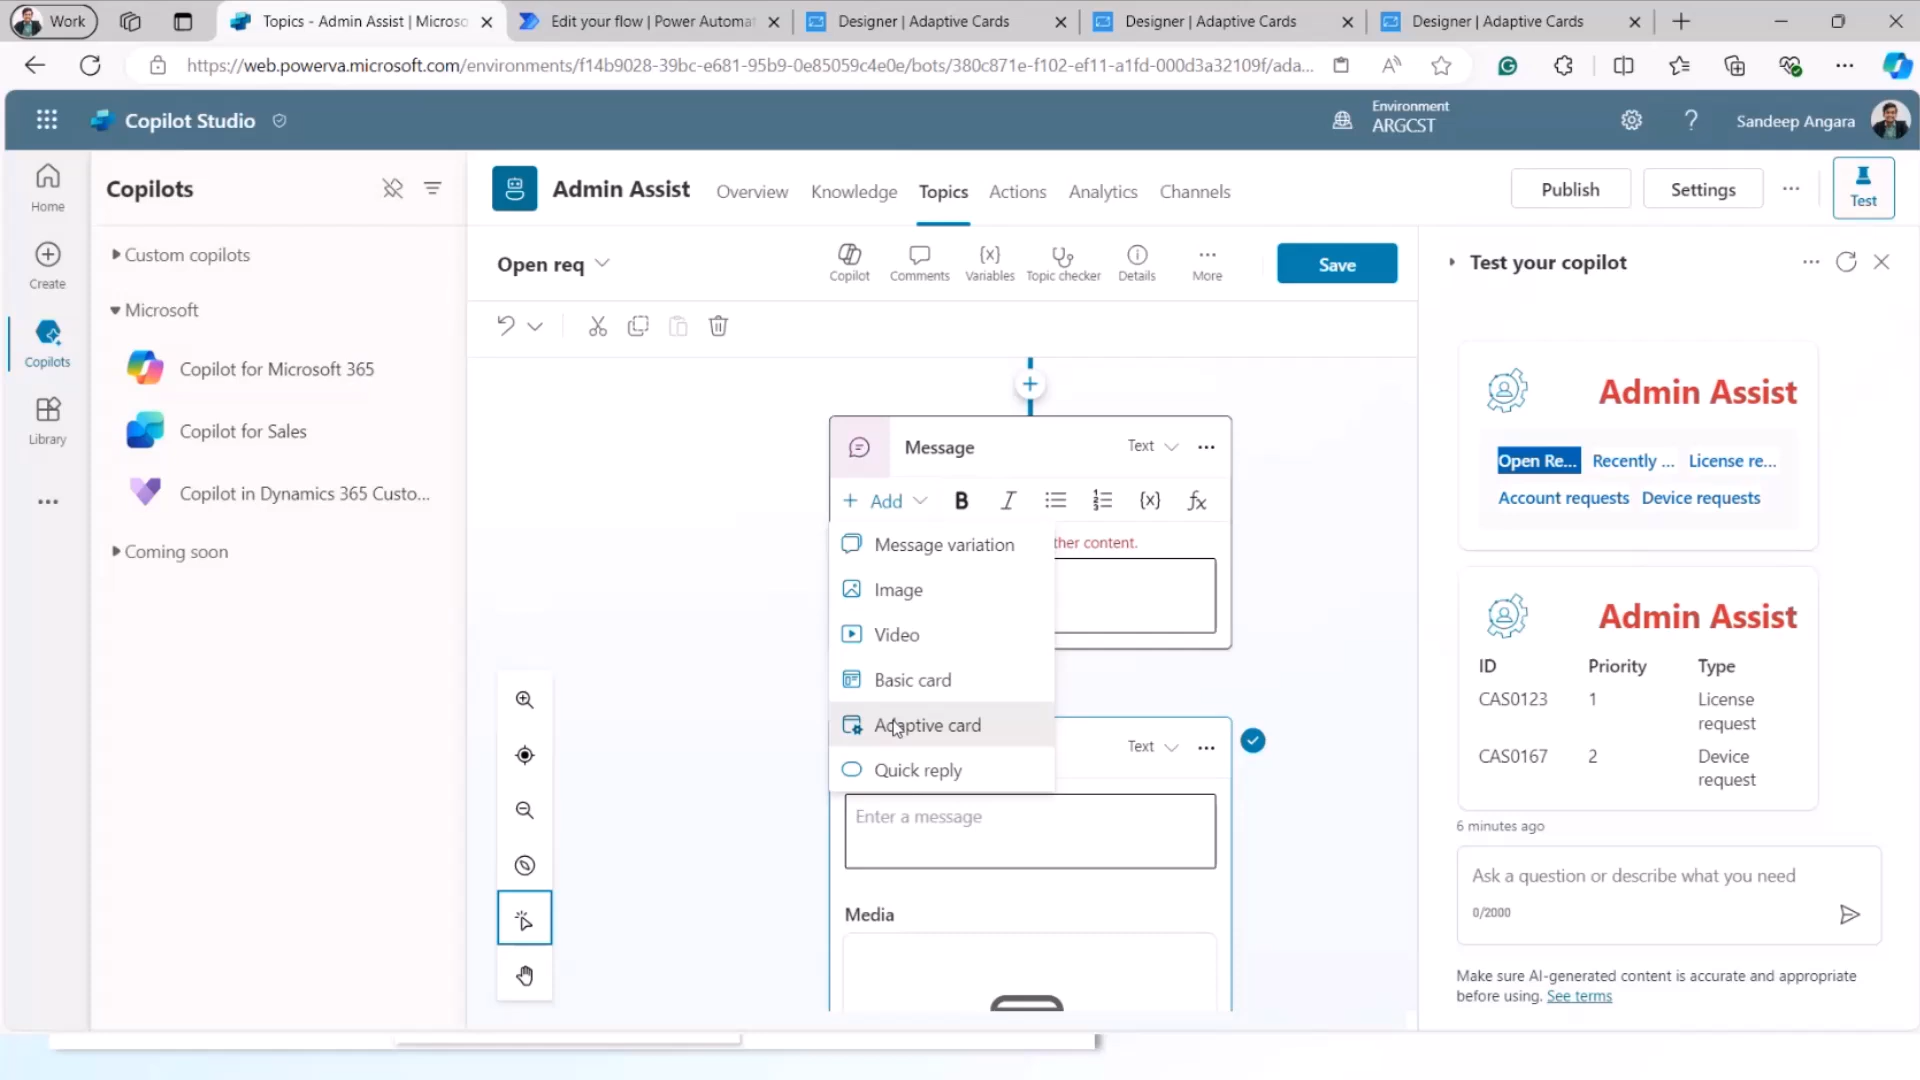 Work
Topics - Admin Assist | Microso
Edit your flow | Power Automat
Designer | Adaptive Cards
Designer | Adaptive Cards
Designer | Adaptive Cards
https://web.powerva.microsoft.com/environments/f14b9028-39bc-e681-95b9-0e85059c4e0e/bots/380c871e-f102-ef11-a1fd-000d3a32109f/ada...
Copilot Studio
Environment
ARGCST
Sandeep Angara
Home
Create
Copilots
Library
Copilots
Custom copilots
Microsoft
Copilot for Microsoft 365
Copilot for Sales
Copilot in Dynamics 365 Custo...
Coming soon
Admin Assist
Overview
Knowledge
Topics
Actions
Analytics
Channels
Publish
Settings
Test
Open req
Copilot
Comments
Variables
Topic checker
Details
More
Save
Message
Text
Add
Message variation
Image
Video
Basic card
Adaptive card
Quick reply
ther content.
Text
Enter a message
Media
Test your copilot
Admin Assist
Open Re...
Recently ...
License re...
Account requests
Device requests
Admin Assist
ID Priority Type
CAS0123 1 License
request
CAS0167 2 Device
request
6 minutes ago
Ask a question or describe what you need
0/2000
Make sure AI-generated content is accurate and appropriate
before using. See terms